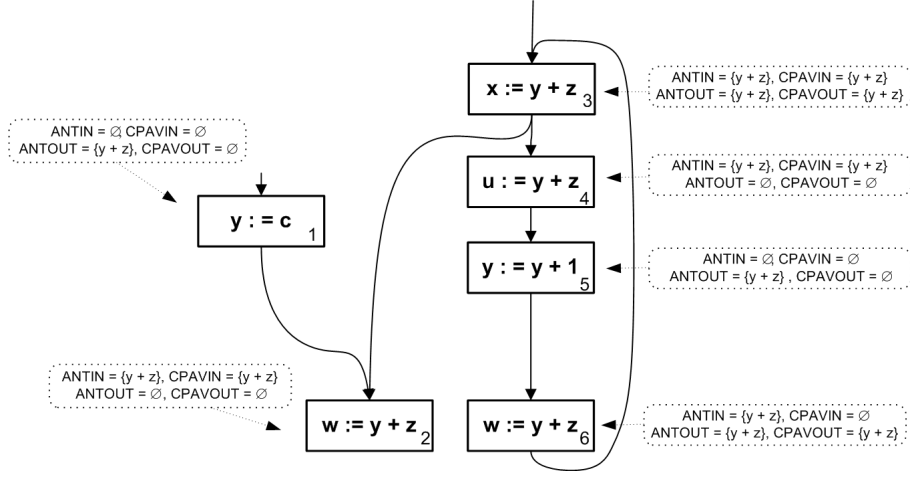 x := y + z 3
ANTIN = {y + z}, CPAVIN = {y + z}
ANTOUT = {y + z}, CPAVOUT = {y + z}
ANTIN = ∅, CPAVIN = ∅
ANTOUT = {y + z}, CPAVOUT = ∅
u := y + z 4
ANTIN = {y + z}, CPAVIN = {y + z}
ANTOUT = ∅, CPAVOUT = ∅
y : = c 1
y := y + 1 5
ANTIN = ∅, CPAVIN = ∅
ANTOUT = {y + z} , CPAVOUT = ∅
ANTIN = {y + z}, CPAVIN = {y + z}
ANTOUT = ∅, CPAVOUT = ∅
w := y + z 2
w := y + z 6
ANTIN = {y + z}, CPAVIN = ∅
ANTOUT = {y + z}, CPAVOUT = {y + z}